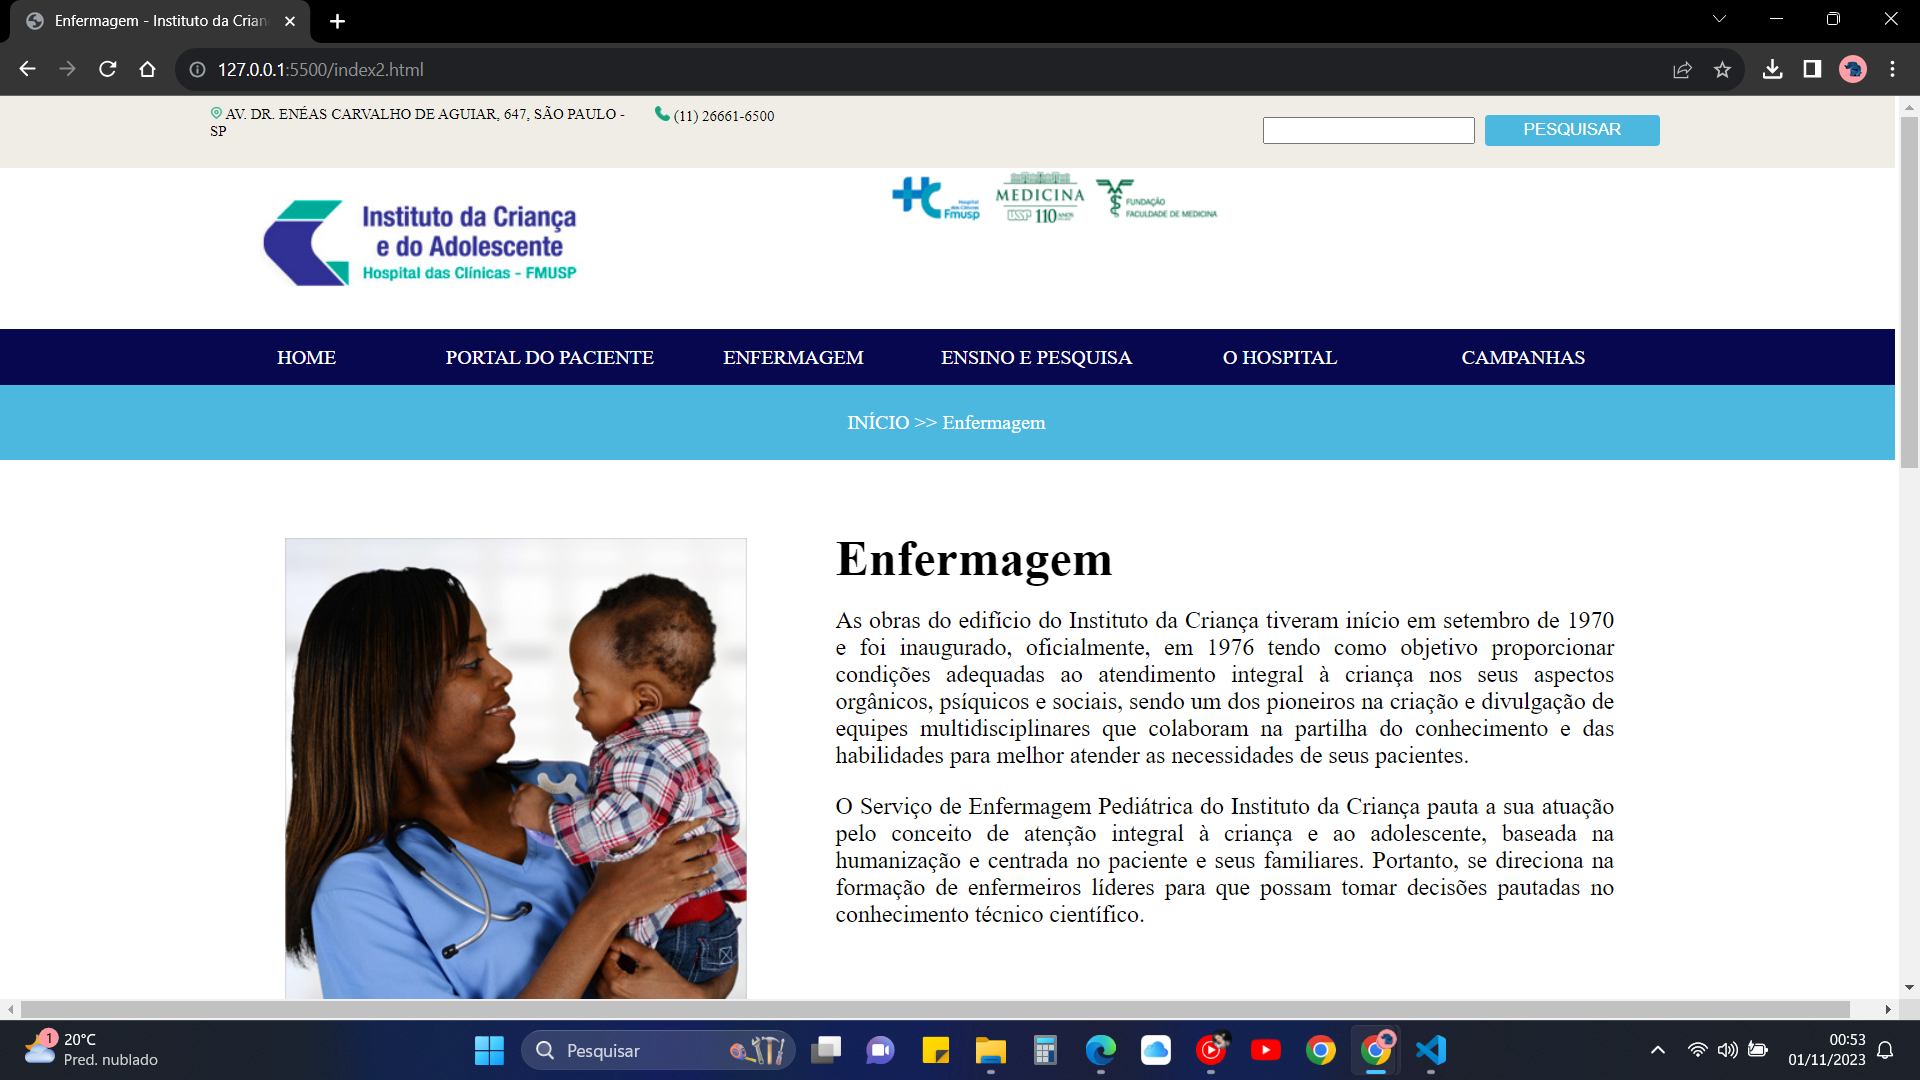 Enfermagem - Instituto da Crian
127.0.0.1:5500/index2.html
AV. DR. ENÉAS CARVALHO DE AGUIAR, 647, SÃO PAULO -
SP
(11) 26661-6500
PESQUISAR
Instituto da Criança
e do Adolescente
Hospital das Clínicas - FMUSP
Hospital
das Clínicas
Fmusp
MEDICINA
USP 110 ANOS
FUNDAÇÃO
FACULDADE DE MEDICINA
HOME PORTAL DO PACIENTE ENFERMAGEM ENSINO E PESQUISA O HOSPITAL CAMPANHAS
INÍCIO >> Enfermagem
Enfermagem
As obras do edifício do Instituto da Criança tiveram início em setembro de 1970
e foi inaugurado, oficialmente, em 1976 tendo como objetivo proporcionar
condições adequadas ao atendimento integral à criança nos seus aspectos
orgânicos, psíquicos e sociais, sendo um dos pioneiros na criação e divulgação de
equipes multidisciplinares que colaboram na partilha do conhecimento e das
habilidades para melhor atender as necessidades de seus pacientes.
O Serviço de Enfermagem Pediátrica do Instituto da Criança pauta a sua atuação
pelo conceito de atenção integral à criança e ao adolescente, baseada na
humanização e centrada no paciente e seus familiares. Portanto, se direciona na
formação de enfermeiros líderes para que possam tomar decisões pautadas no
conhecimento técnico científico.
1
20°C
Pred. nublado
Pesquisar
00:53
01/11/2023